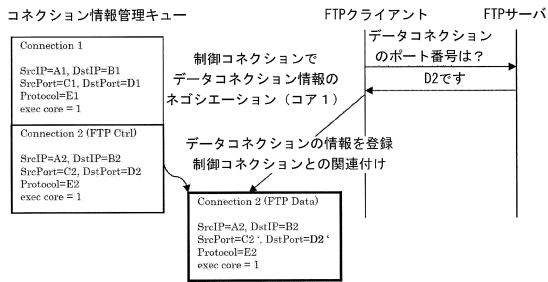 コネクション情報管理キュー
Connection 1
SrcIP=A1, DstIP=B1
SrcPort=C1, DstPort=D1
Protocol=E1
exec core = 1
Connection 2 (FTP Ctrl)
SrcIP=A2, DstIP=B2
SrcPort=C2, DstPort=D2
Protocol=E2
exec core = 1
制御コネクションで
データコネクション情報の
ネゴシエーション（コア１）
FTPクライアント
FTPサーバ
データコネクション
のポート番号は？
D2です
データコネクションの情報を登録
制御コネクションとの関連付け
Connection 2 (FTP Data)
SrcIP=A2, DstIP=B2
SrcPort=C2 ‘, DstPort=D2 ‘
Protocol=E2
exec core = 1